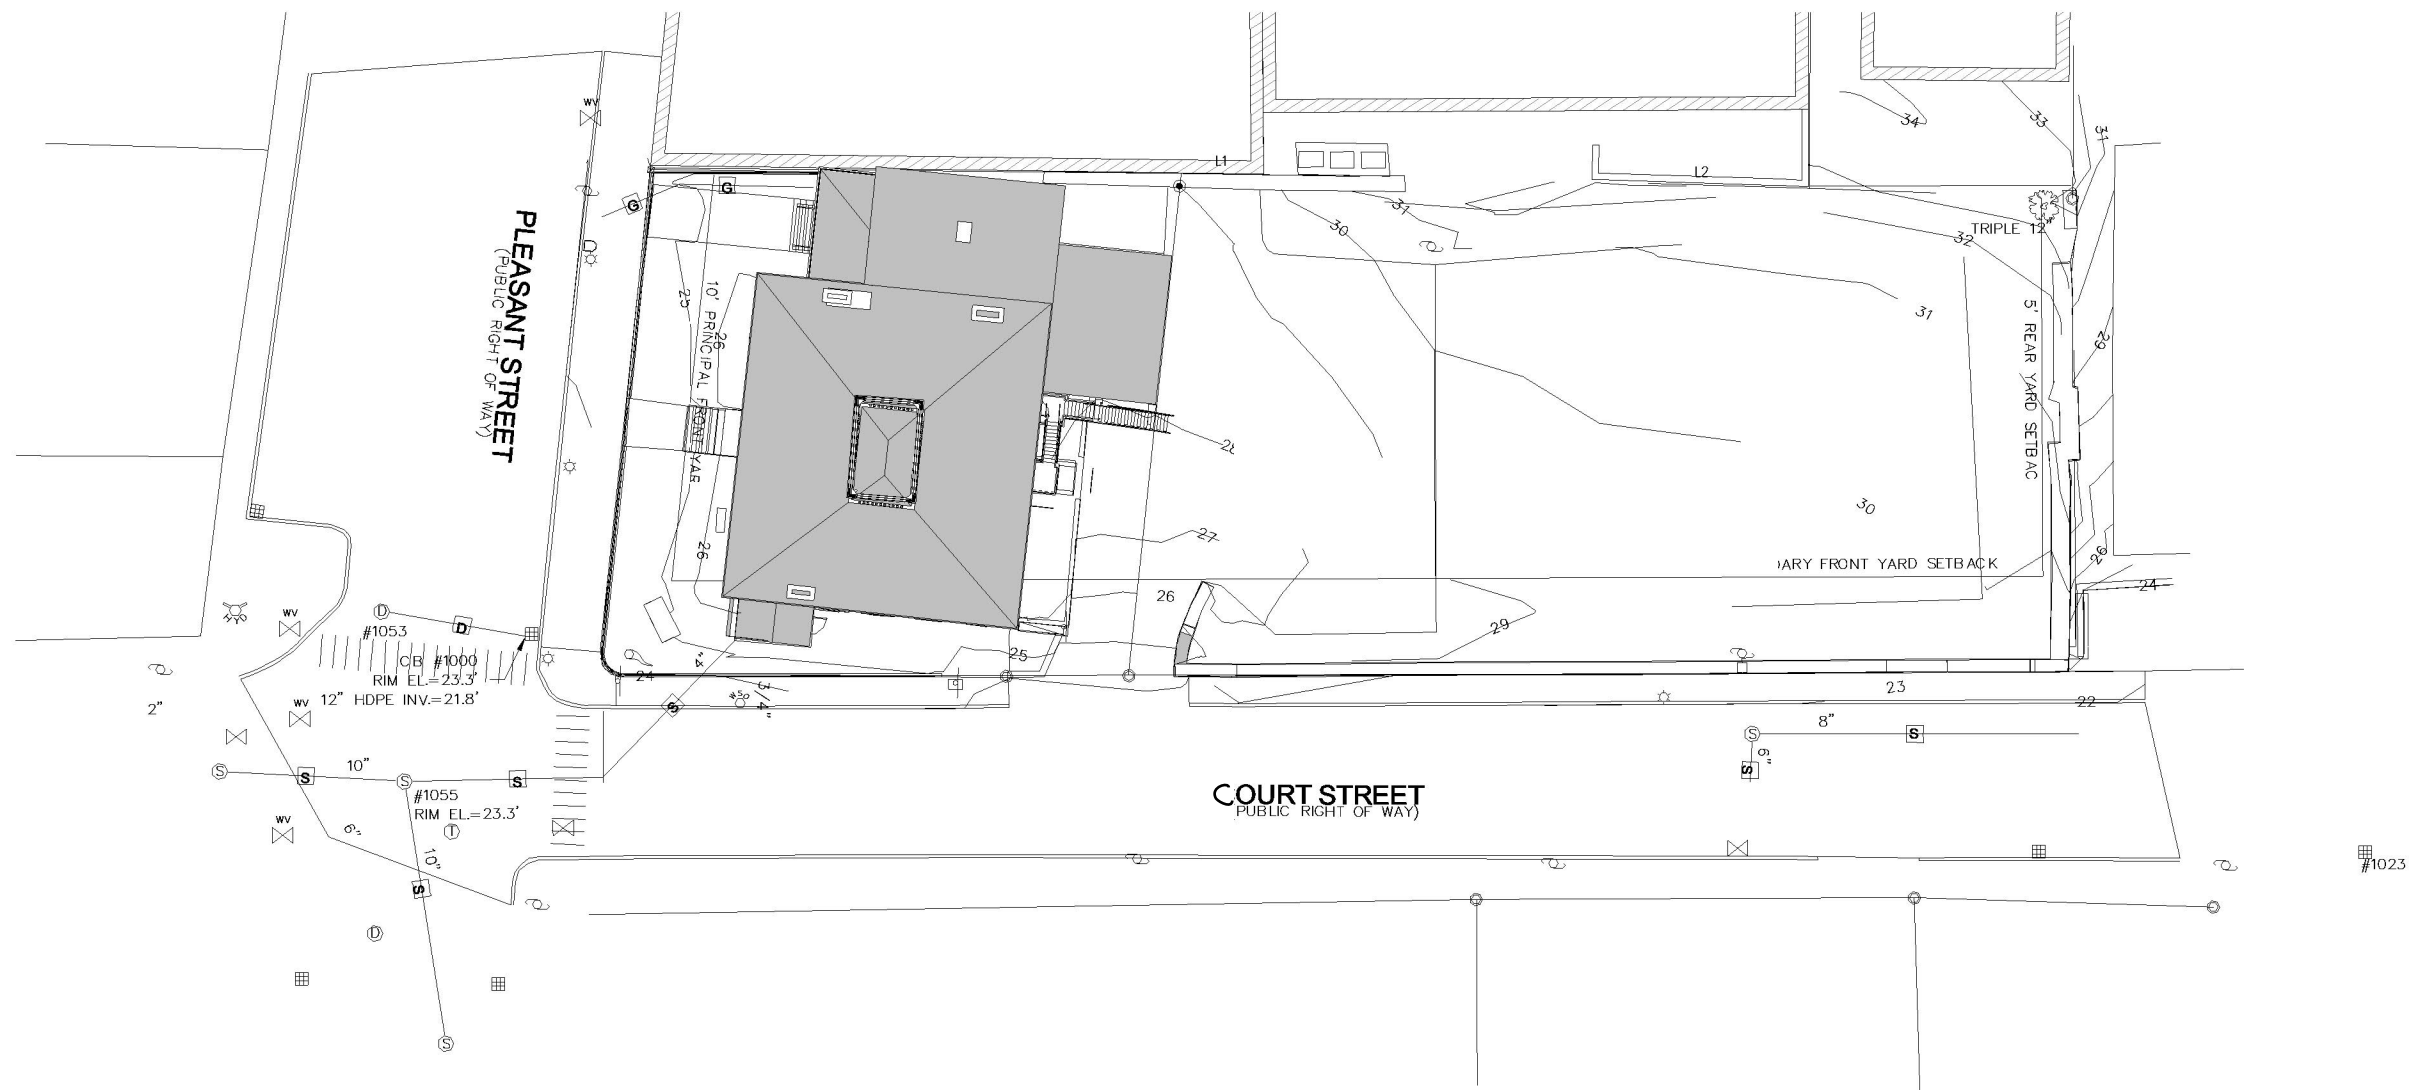 WV
L1
L2
34
33
31
G
G
31
30
TRIPLE 12"
32
PLEASANT STREET
(PUBLIC RIGHT OF WAY)
25
26
10' PRINCIPAL FRONT YAR
31
5' REAR YARD SETBAC
29
28
27
30
26
26
)ARY FRONT YARD SETBACK
26
24
HYD
WV
D
D
#1053
CB #1000
RIM EL.=23.3'
12" HDPE INV.=21.8'
29
25
4"
24
3/4"
WSO
S
23
22
2"
WV
8"
S
S
6"
S
S
S
10"
S
S
#1055
RIM EL.=23.3'
COURT STREET
PUBLIC RIGHT OF WAY)
WV
6"
T
10"
S
#1023
D
S